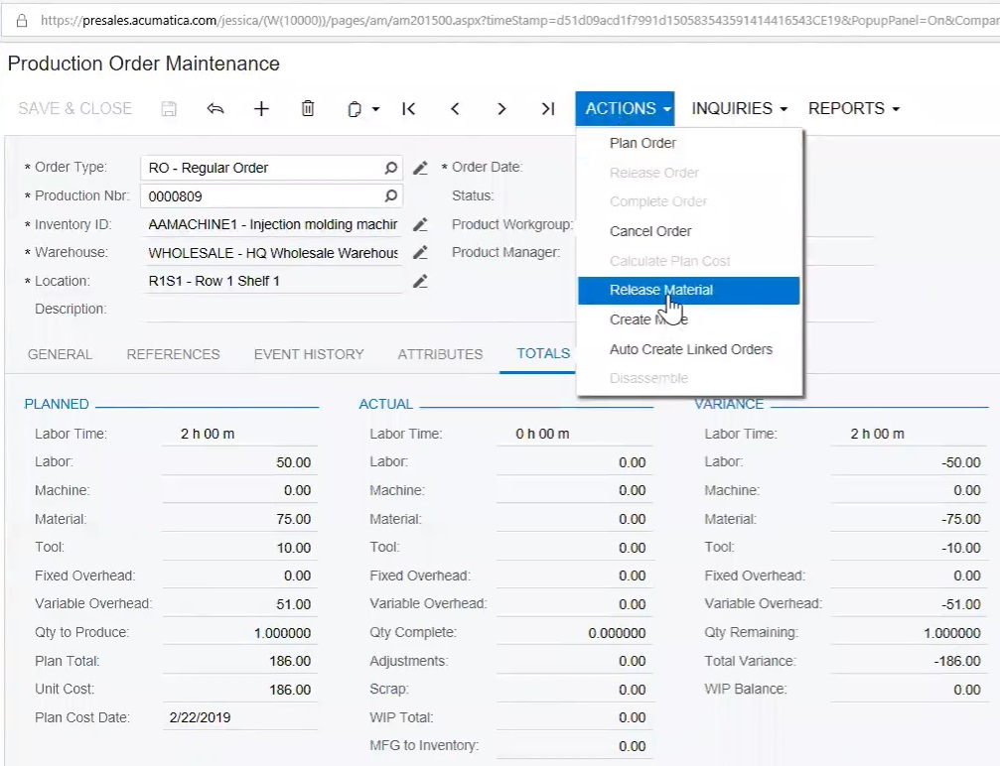 https://presales.acumatica.com/jessica/(W(10000))/pages/am/am201500.aspx?timeStamp=d51d09acd1f7991d150583543591414416543CE19&PopupPanel=On&Compan
Production Order Maintenance
SAVE & CLOSE ACTIONS INQUIRIES REPORTS
Plan Order
Release Order
Complete Order
Cancel Order
Calculate Plan Cost
Release Material
Create
Auto Create Linked Orders
Disassemble
* Order Type: RO - Regular Order * Order Date:
* Production Nbr: 0000809 Status:
* Inventory ID: AAMACHINE1 - Injection molding machir Product Workgroup:
* Warehouse: WHOLESALE - HQ Wholesale Warehous Product Manager:
* Location: R1S1 - Row 1 Shelf 1
Description:
GENERAL REFERENCES EVENT HISTORY ATTRIBUTES TOTALS
PLANNED ACTUAL VARIANCE
Labor Time: 2 h 00 m Labor Time: 0 h 00 m Labor Time: 2 h 00 m
Labor: 50.00 Labor: 0.00 Labor: -50.00
Machine: 0.00 Machine: 0.00 Machine: 0.00
Material: 75.00 Material: 0.00 Material: -75.00
Tool: 10.00 Tool: 0.00 Tool: -10.00
Fixed Overhead: 0.00 Fixed Overhead: 0.00 Fixed Overhead: 0.00
Variable Overhead: 51.00 Variable Overhead: 0.00 Variable Overhead: -51.00
Qty to Produce: 1.000000 Qty Complete: 0.000000 Qty Remaining: 1.000000
Plan Total: 186.00 Adjustments: 0.00 Total Variance: -186.00
Unit Cost: 186.00 Scrap: 0.00 WIP Balance: 0.00
Plan Cost Date: 2/22/2019 WIP Total: 0.00
MFG to Inventory: 0.00